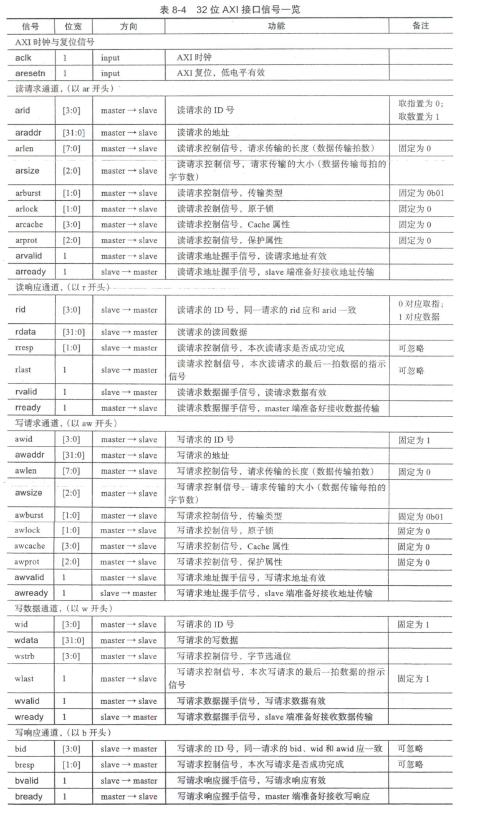 表 8-4 32 位 AXI 接口信号一览
信号 位宽 方向 功能 备注
AXI 时钟与复位信号
aclk 1 input AXI 时钟
aresetn 1 input AXI 复位，低电平有效
读请求通道，（以 ar 开头）
arid [3:0] master → slave 读请求的 ID 号 取指置为 0；
取数置为 1
araddr [31:0] master → slave 读请求的地址
arlen [7:0] master → slave 读请求控制信号，请求传输的长度（数据传输拍数） 固定为 0
arsize [2:0] master → slave 读请求控制信号，请求传输的大小（数据传输每拍的
字节数）
arburst [1:0] master → slave 读请求控制信号，传输类型 固定为 0b01
arlock [1:0] master → slave 读请求控制信号，原子锁 固定为 0
arcache [3:0] master → slave 读请求控制信号，Cache 属性 固定为 0
arprot [2:0] master → slave 读请求控制信号，保护属性 固定为 0
arvalid 1 master → slave 读请求地址握手信号，读请求地址有效
arready 1 slave → master 读请求地址握手信号，slave 端准备好接收地址传输
读响应通道，（以 r 开头）
rid [3:0] slave → master 读请求的 ID 号，同一请求的 rid 应和 arid 一致 0 对应取指；
1 对应数据
rdata [31:0] slave → master 读请求的读回数据
rresp [1:0] slave → master 读请求控制信号，本次读请求是否成功完成 可忽略
rlast 1 slave → master 读请求控制信号，本次读请求的最后一拍数据的指示
信号 可忽略
rvalid 1 slave → master 读请求数据握手信号，读请求数据有效
rready 1 master → slave 读请求数据握手信号，master 端准备好接收数据传输
写请求通道，（以 aw 开头）
awid [3:0] master → slave 写请求的 ID 号 固定为 1
awaddr [31:0] master → slave 写请求的地址
awlen [7:0] master → slave 写请求控制信号，请求传输的长度（数据传输拍数） 固定为 0
awsize [2:0] master → slave 写请求控制信号，请求传输的大小（数据传输每拍的
字节数）
awburst [1:0] master → slave 写请求控制信号，传输类型 固定为 0b01
awlock [1:0] master → slave 写请求控制信号，原子锁 固定为 0
awcache [3:0] master → slave 写请求控制信号，Cache 属性 固定为 0
awprot [2:0] master → slave 写请求控制信号，保护属性 固定为 0
awvalid 1 master → slave 写请求地址握手信号，写请求地址有效
awready 1 slave → master 写请求地址握手信号，slave 端准备好接收地址传输
写数据通道，（以 w 开头）
wid [3:0] master → slave 写请求的 ID 号 固定为 1
wdata [31:0] master → slave 写请求的写数据
wstrb [3:0] master → slave 写请求控制信号，字节选通位
wlast 1 master → slave 写请求控制信号，本次写请求的最后一拍数据的指示
信号 固定为 1
wvalid 1 master → slave 写请求数据握手信号，写请求数据有效
wready 1 slave → master 写请求数据握手信号，slave 端准备好接收数据传输
写响应通道，（以 b 开头）
bid [3:0] slave → master 写请求的 ID 号，同一请求的 bid、wid 和 awid 应一致 可忽略
bresp [1:0] slave → master 写请求控制信号，本次写请求是否成功完成 可忽略
bvalid 1 slave → master 写请求响应握手信号，写请求响应有效
bready 1 master → slave 写请求响应握手信号，master 端准备好接收写响应